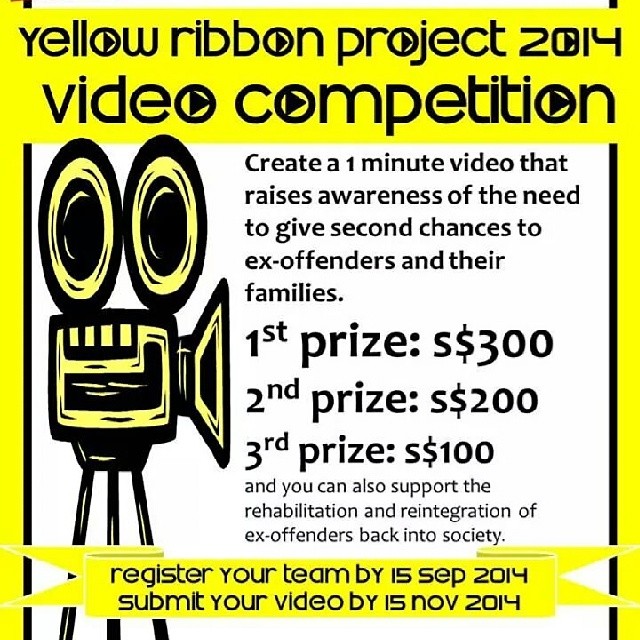 Yellow ribbon project 2014
video competition
Create a 1 minute video that
raises awareness of the need
to give second chances to
ex-offenders and their
families.
1st prize: S$300
2nd prize: S$200
3rd prize: S$100
and you can also support the
rehabilitation and reintegration of
ex-offenders back into society.
register your team by 15 sep 2014
submit your video by 15 nov 2014